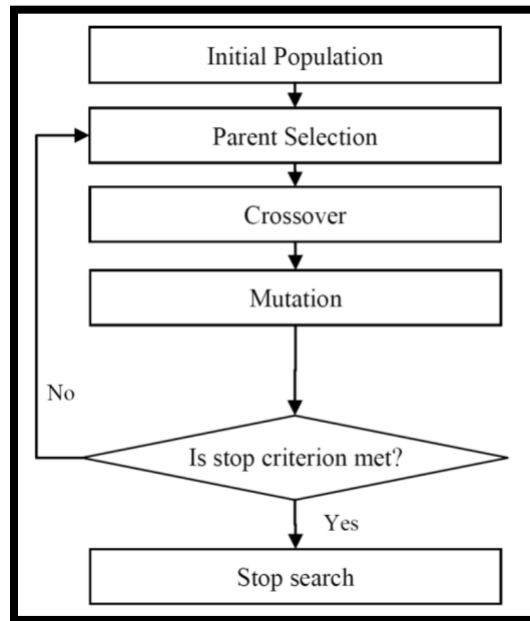 Initial Population
Parent Selection
Crossover
Mutation
No
Is stop criterion met?
Yes
Stop search